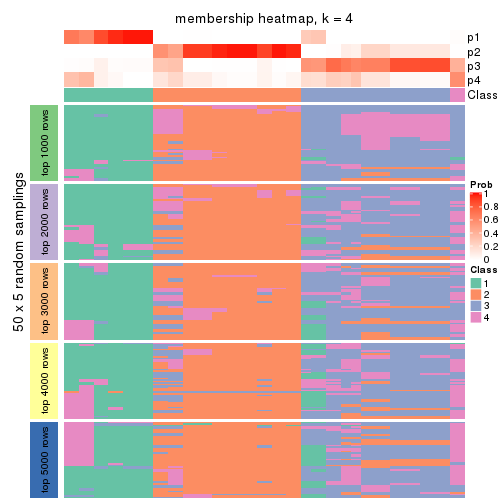 membership heatmap, k = 4
p1
p2
p3
p4
Class
50 x 5 random samplings
top 1000 rows
top 2000 rows
top 3000 rows
top 4000 rows
top 5000 rows
Prob
1
0.8
0.6
0.4
0.2
0
Class
1
2
3
4